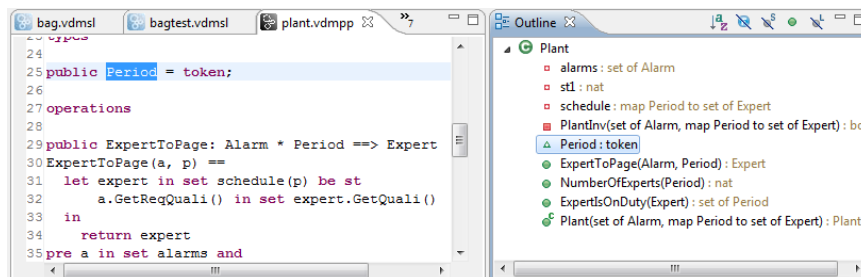 bag.vdmsl bagtest.vdmsl plant.vdmpp »7
23 types
24
25 public Period = token;
26
27 operations
28
29 public ExpertToPage: Alarm * Period ==> Expert
30 ExpertToPage(a, p) ==
31 let expert in set schedule(p) be st
32 a.GetReqQuali() in set expert.GetQuali()
33 in
34 return expert
35 pre a in set alarms and
Outline
Plant
alarms : set of Alarm
st1 : nat
schedule : map Period to set of Expert
PlantInv(set of Alarm, map Period to set of Expert) : bo
Period : token
ExpertToPage(Alarm, Period) : Expert
NumberOfExperts(Period) : nat
ExpertIsOnDuty(Expert) : set of Period
Plant(set of Alarm, map Period to set of Expert) : Plant